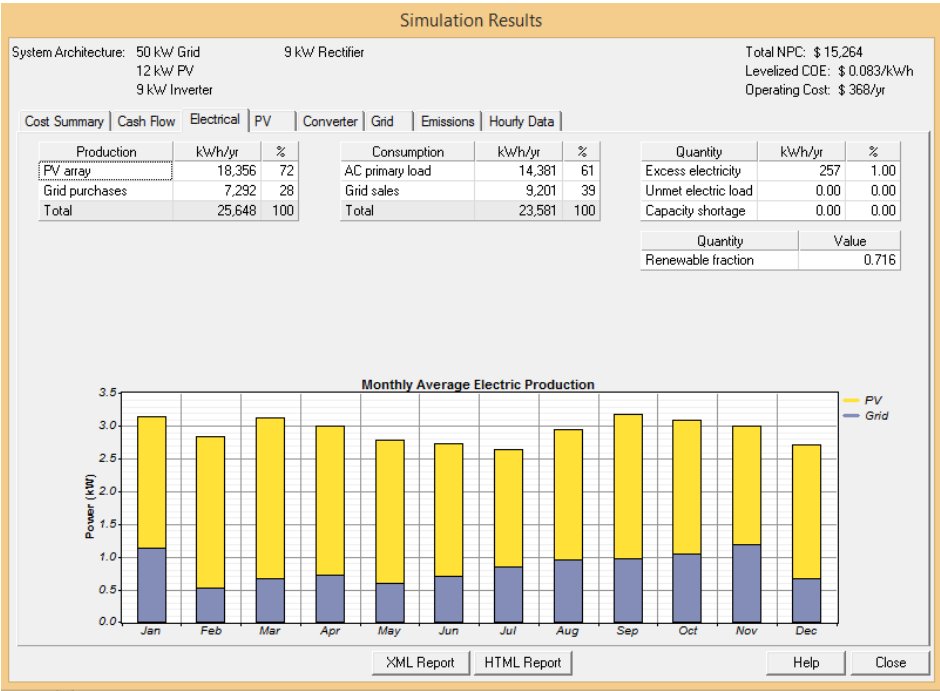 Simulation Results
System Architecture: 50 kW Grid 9 kW Rectifier
12 kW PV
9 kW Inverter
Total NPC: $ 15,264
Levelized COE: $ 0.083/kWh
Operating Cost: $ 368/yr
Cost Summary Cash Flow Electrical PV Converter Grid Emissions Hourly Data
Production kWh/yr %
PV array 18,356 72
Grid purchases 7,292 28
Total 25,648 100
Consumption kWh/yr %
AC primary load 14,381 61
Grid sales 9,201 39
Total 23,581 100
Quantity kWh/yr %
Excess electricity 257 1.00
Unmet electric load 0.00 0.00
Capacity shortage 0.00 0.00
Quantity Value
Renewable fraction 0.716
Monthly Average Electric Production
3.5
3.0
2.5
2.0
1.5
1.0
0.5
0.0
Power (kW)
Jan Feb Mar Apr May Jun Jul Aug Sep Oct Nov Dec
PV
Grid
XML Report HTML Report Help Close